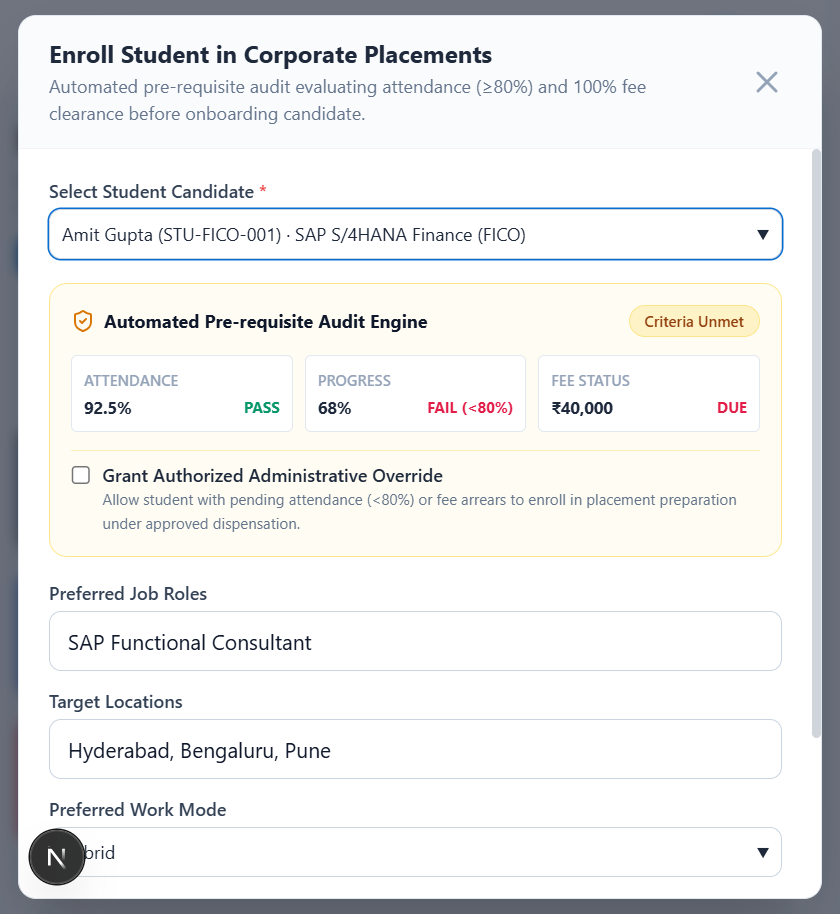 Enroll Student in Corporate Placements
Automated pre-requisite audit evaluating attendance (≥80%) and 100% fee
clearance before onboarding candidate.
Select Student Candidate *
Amit Gupta (STU-FICO-001) · SAP S/4HANA Finance (FICO)
Automated Pre-requisite Audit Engine
Criteria Unmet
ATTENDANCE
92.5% PASS
PROGRESS
68% FAIL (<80%)
FEE STATUS
₹40,000 DUE
Grant Authorized Administrative Override
Allow student with pending attendance (<80%) or fee arrears to enroll in placement preparation
under approved dispensation.
Preferred Job Roles
SAP Functional Consultant
Target Locations
Hyderabad, Bengaluru, Pune
Preferred Work Mode
N